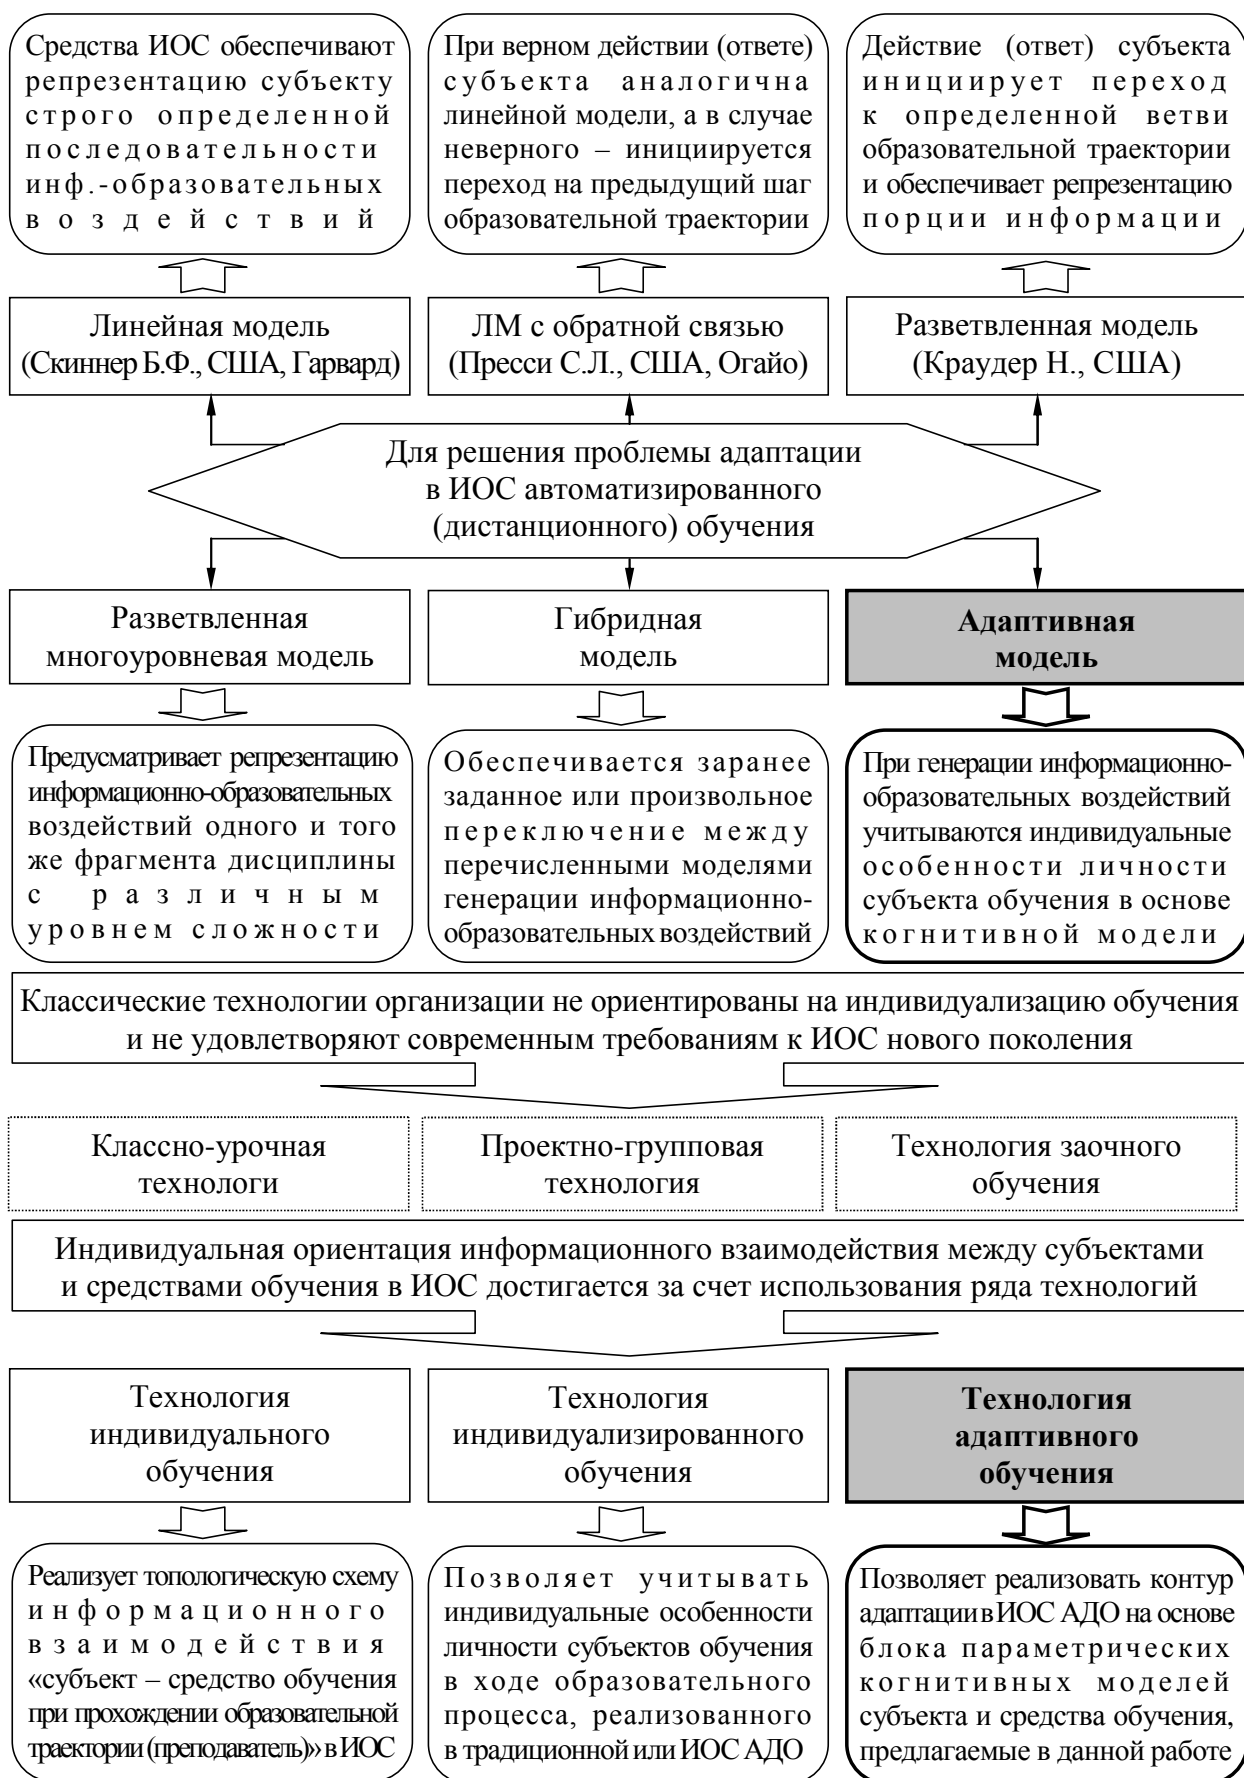 Средства ИОС обеспечивают
репрезентацию субъекту
строго определенной
последовательности
инф.-образовательных
воздействий
При верном действии (ответе)
субъекта аналогична
линейной модели, а в случае
неверного – инициируется
переход на предыдущий шаг
образовательной траектории
Действие (ответ) субъекта
инициирует переход
к определенной ветви
образовательной траектории
и обеспечивает репрезентацию
порции информации
Линейная модель
(Скиннер Б.Ф., США, Гарвард)
ЛМ с обратной связью
(Пресси С.Л., США, Огайо)
Разветвленная модель
(Краудер Н., США)
Для решения проблемы адаптации
в ИОС автоматизированного
(дистанционного) обучения
Разветвленная
многоуровневая модель
Гибридная
модель
Адаптивная
модель
Предусматривает репрезентацию
информационно-образовательных
воздействий одного и того
же фрагмента дисциплины
с различным
уровнем сложности
Обеспечивается заранее
заданное или произвольное
переключение между
перечисленными моделями
генерации информационно-
образовательных воздействий
При генерации информационно-
образовательных воздействий
учитываются индивидуальные
особенности личности
субъекта обучения в основе
когнитивной модели
Классические технологии организации не ориентированы на индивидуализацию обучения
и не удовлетворяют современным требованиям к ИОС нового поколения
Классно-урочная
технологи
Проектно-групповая
технология
Технология заочного
обучения
Индивидуальная ориентация информационного взаимодействия между субъектами
и средствами обучения в ИОС достигается за счет использования ряда технологий
Технология
индивидуального
обучения
Технология
индивидуализированного
обучения
Технология
адаптивного
обучения
Реализует топологическую схему
информационного
взаимодействия
«субъект – средство обучения
при прохождении образовательной
траектории (преподаватель)» в ИОС
Позволяет учитывать
индивидуальные особенности
личности субъектов обучения
в ходе образовательного
процесса, реализованного
в традиционной или ИОС АДО
Позволяет реализовать контур
адаптации в ИОС АДО на основе
блока параметрических
когнитивных моделей
субъекта и средства обучения,
предлагаемые в данной работе